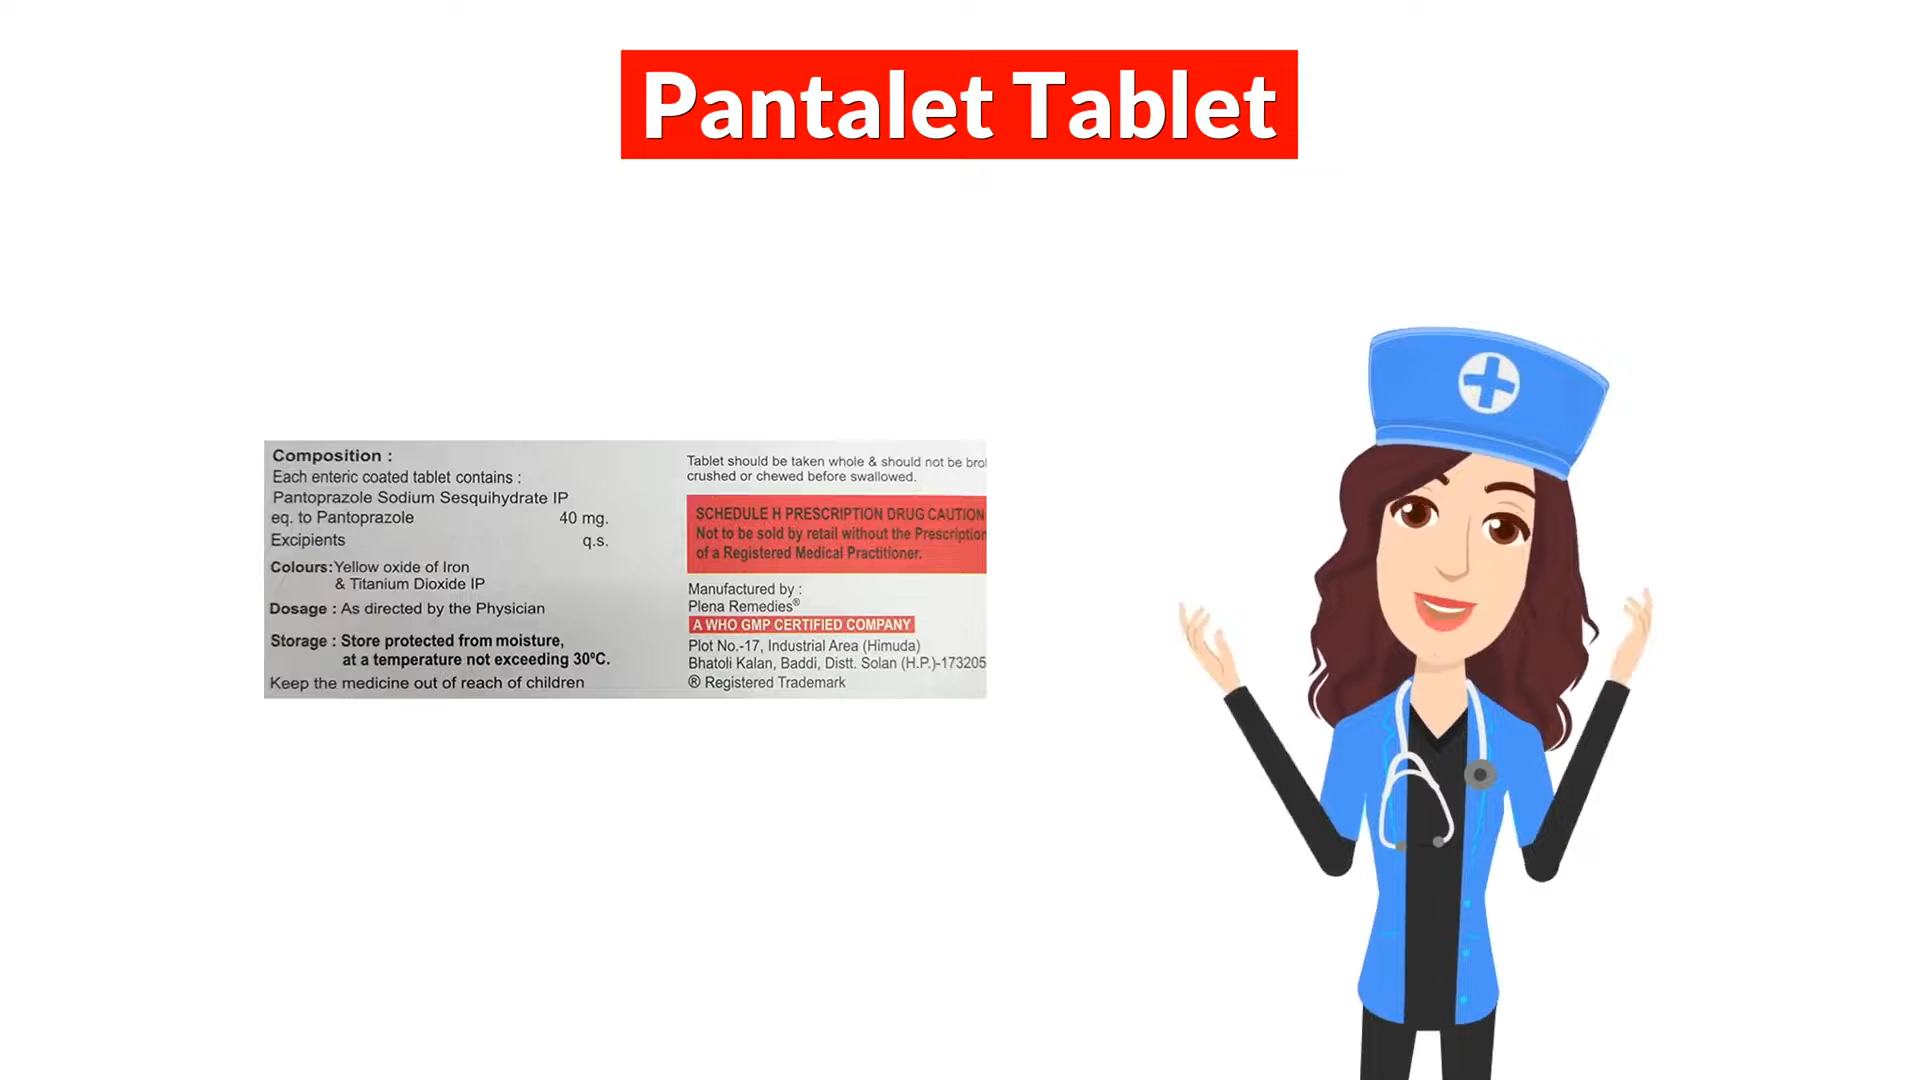 Pantalet Tablet
Composition :
Each enteric coated tablet contains :
Pantoprazole Sodium Sesquihydrate IP
eq. to Pantoprazole 40 mg.
Excipients q.s.
Colours: Yellow oxide of Iron
& Titanium Dioxide IP
Dosage : As directed by the Physician
Storage : Store protected from moisture,
at a temperature not exceeding 30ºC.
Keep the medicine out of reach of children
Tablet should be taken whole & should not be
crushed or chewed before swallowed.
SCHEDULE H PRESCRIPTION DRUG CAUTION
Not to be sold by retail without the Prescription
of a Registered Medical Practitioner.
Manufactured by :
Plena Remedies®
A WHO GMP CERTIFIED COMPANY
Plot No.-17, Industrial Area (Himuda)
Bhatoli Kalan, Baddi, Distt. Solan (H.P.)-173205
® Registered Trademark